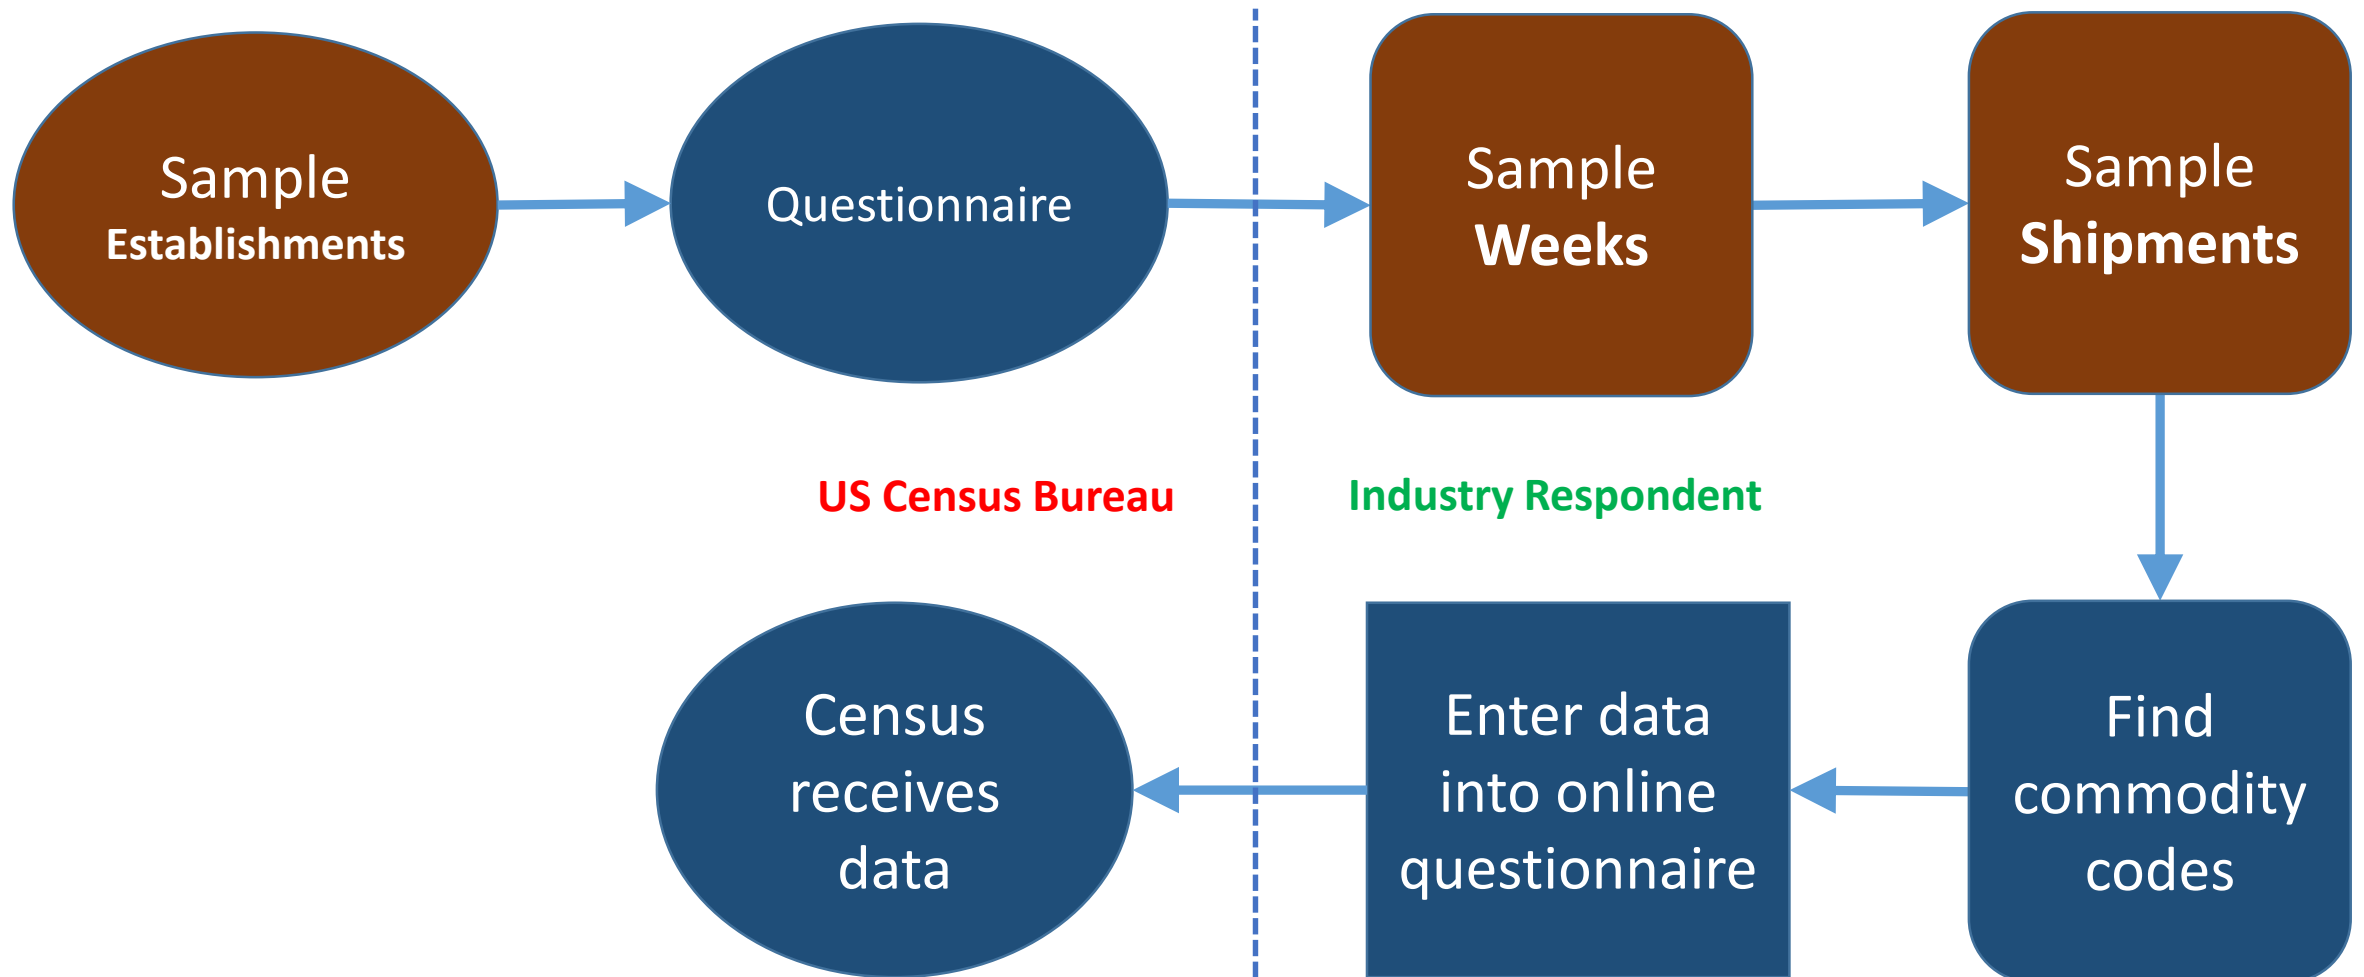 Sample
Establishments
Questionnaire
Sample
Weeks
Sample
Shipments
US Census Bureau
Industry Respondent
Census
receives
data
Enter data
into online
questionnaire
Find
commodity
codes